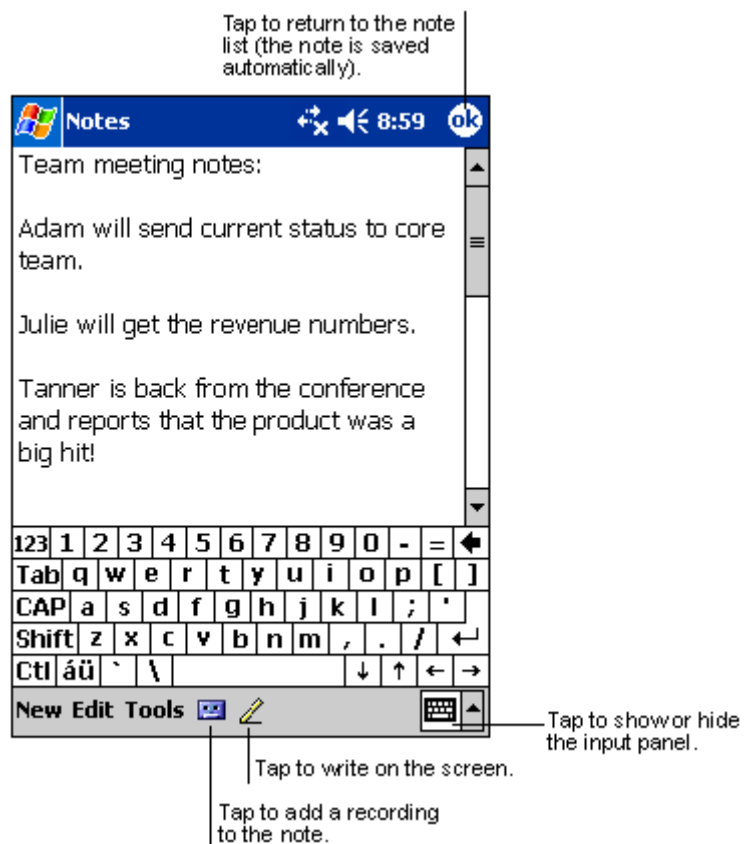 Tap to return to the note
list (the note is saved
automatically).
Notes 8:59 ok
Team meeting notes:
Adam will send current status to core
team.
Julie will get the revenue numbers.
Tanner is back from the conference
and reports that the product was a
big hit!
123 1 2 3 4 5 6 7 8 9 0 - =
Tab q w e r t y u i o p [ ]
CAP a s d f g h j k l ; '
Shift z x c v b n m , . /
Ctl áü ` \ ↓ ↑ ← →
New Edit Tools
Tap to show or hide
the input panel.
Tap to write on the screen.
Tap to add a recording
to the note.